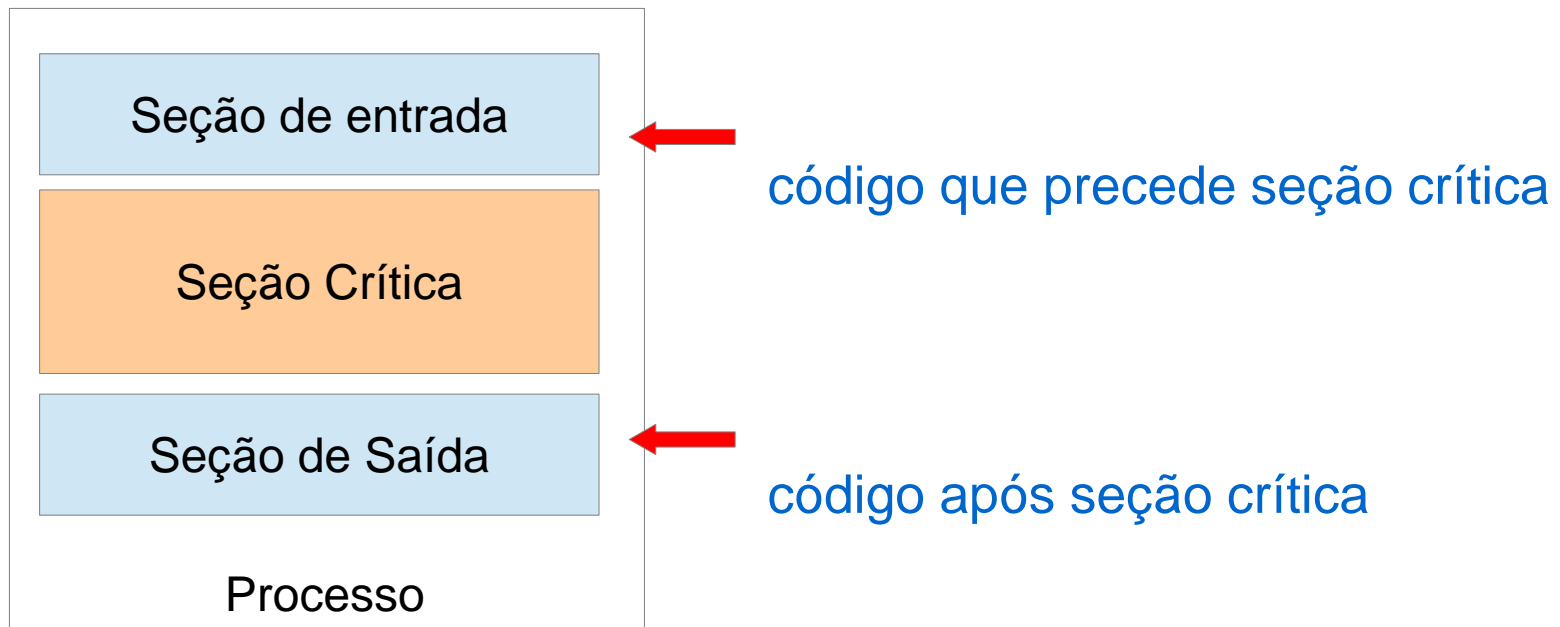 Seção de entrada
código que precede seção crítica
Seção Crítica
Seção de Saída
código após seção crítica
Processo